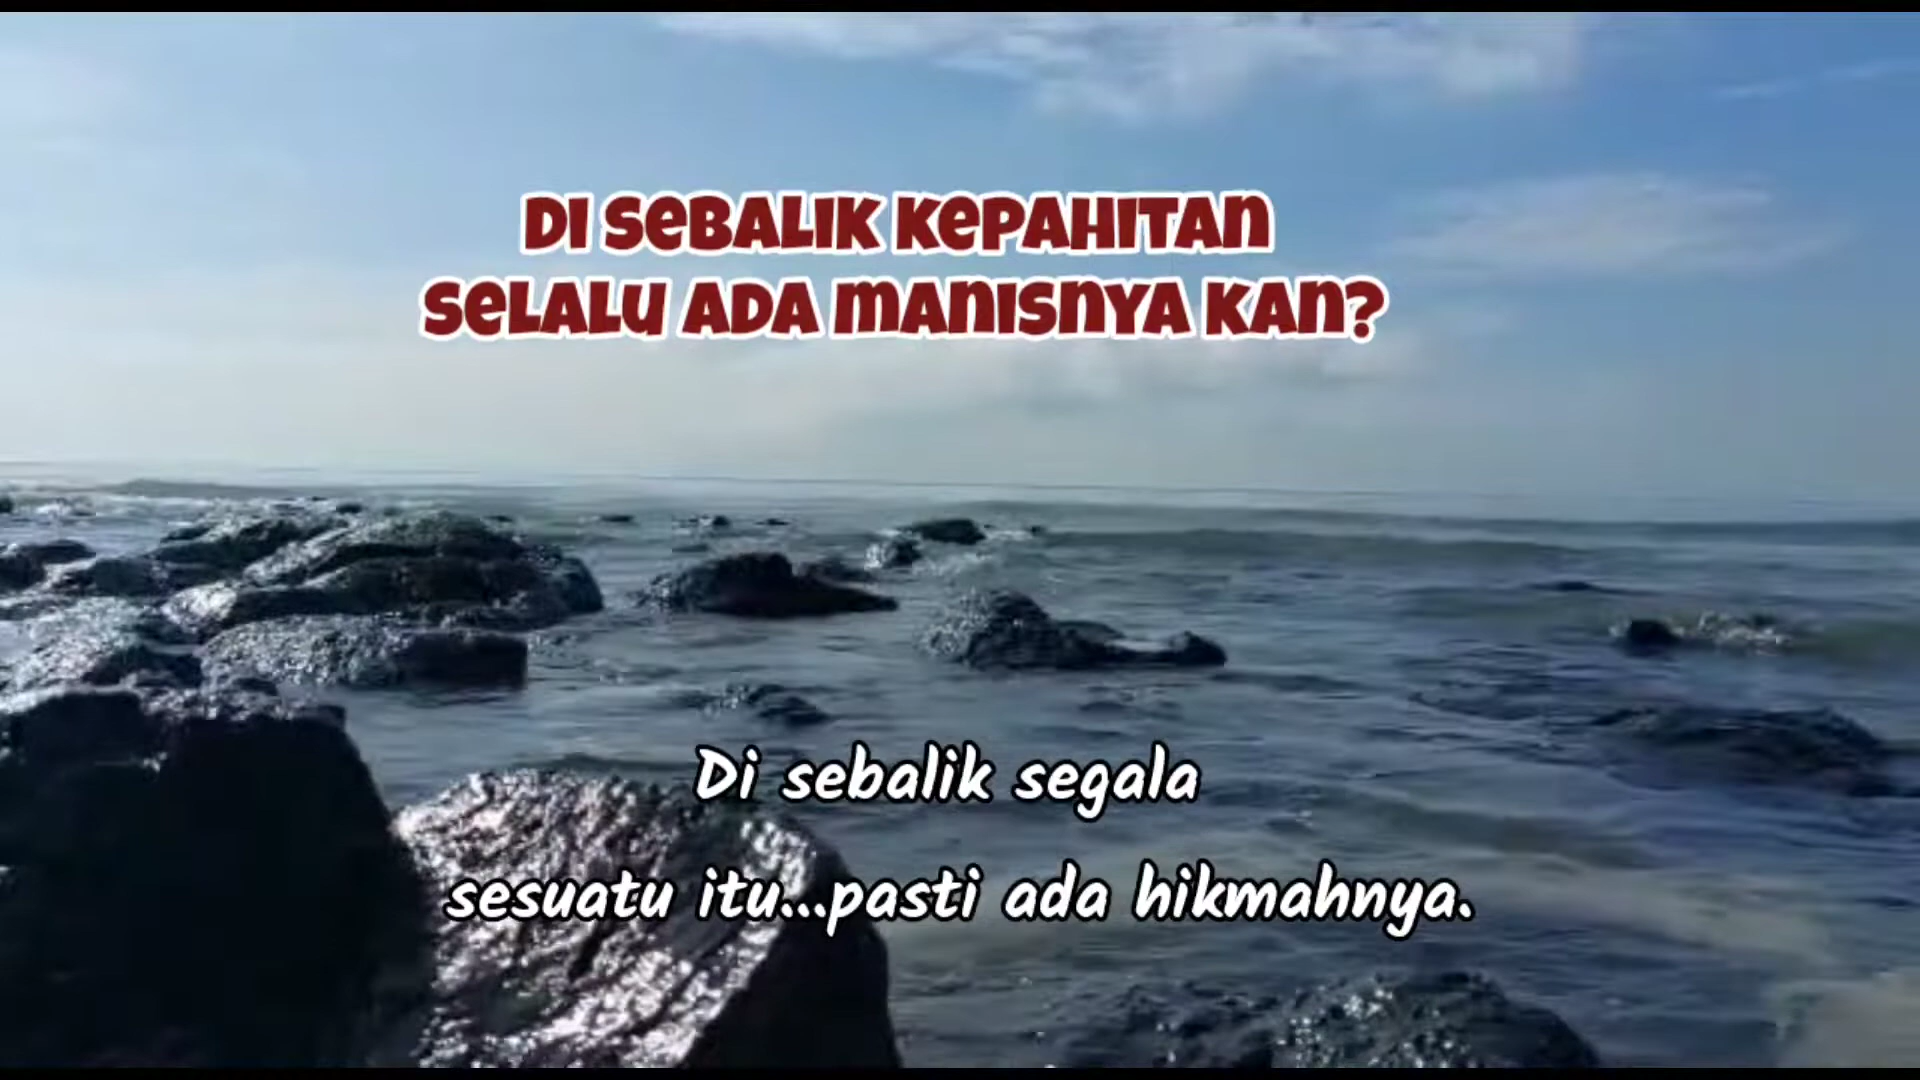 DI SEBALIK KEPAHITAN
SELALU ADA MANISNYA KAN?
Di sebalik segala
sesuatu itu...pasti ada hikmahnya.